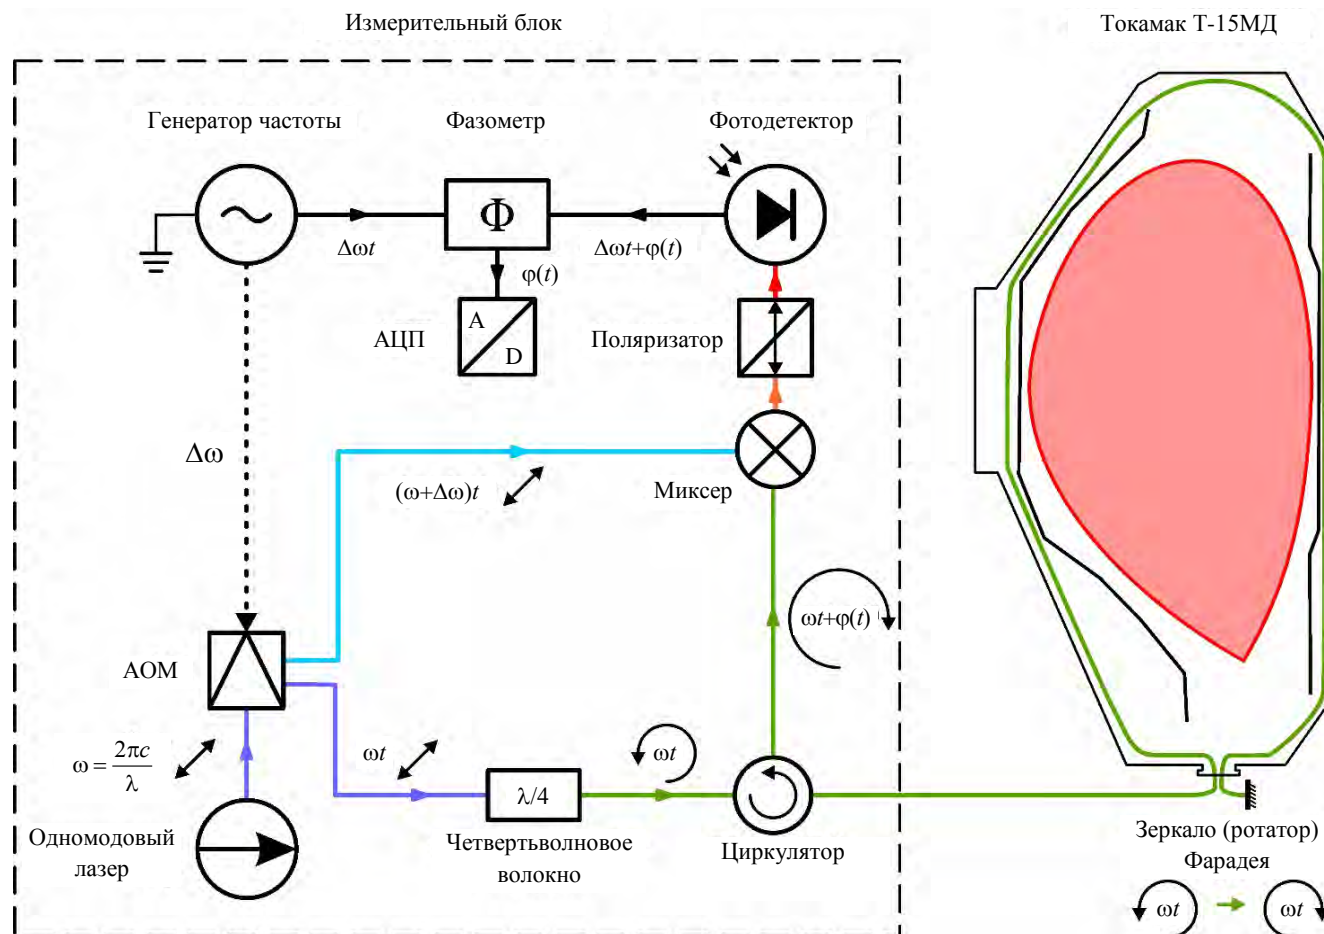 Измерительный блок
Токамак Т-15МД
Генератор частоты
Фазометр
Фотодетектор
Φ
Δωt
Δωt+φ(t)
φ(t)
АЦП
A
D
Поляризатор
Δω
(ω+Δω)t
Миксер
ωt+φ(t)
АОМ
ω = 2πc/λ
ωt
ωt
λ/4
Одномодовый
лазер
Четвертьволновое
волокно
Циркулятор
Зеркало (ротатор)
Фарадея
ωt
ωt